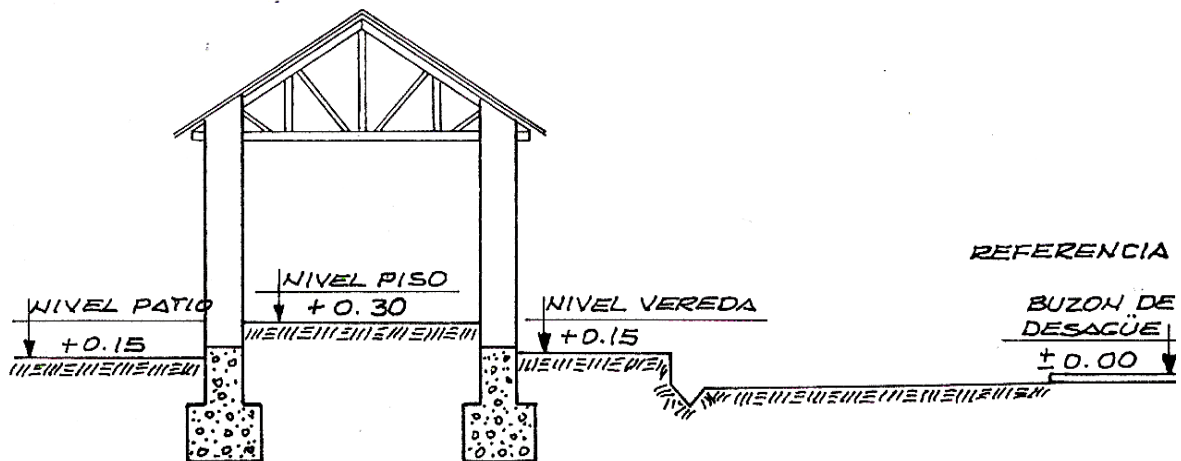 REFERENCIA
NIVEL PISO
+0.30
NIVEL PATIO
+0.15
NIVEL VEREDA
+0.15
BUZON DE
DESAGÜE
±0.00